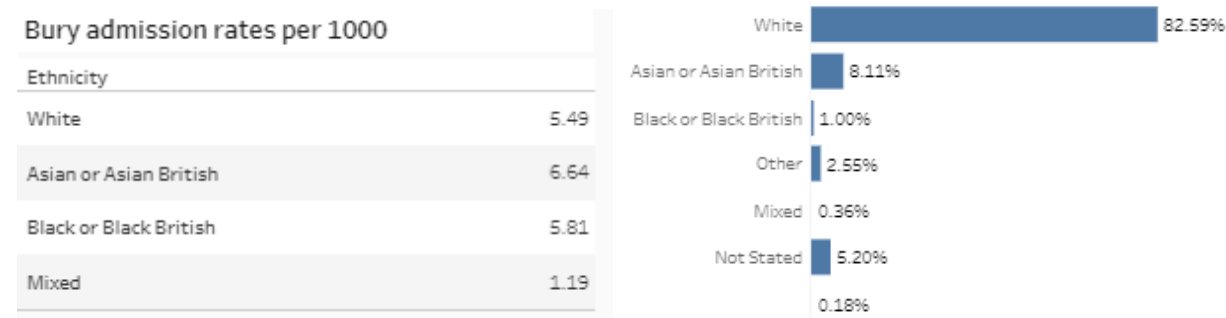 Bury admission rates per 1000
Ethnicity
White 5.49
Asian or Asian British 6.64
Black or Black British 5.81
Mixed 1.19
White 82.59%
Asian or Asian British 8.11%
Black or Black British 1.00%
Other 2.55%
Mixed 0.36%
Not Stated 5.20%
0.18%